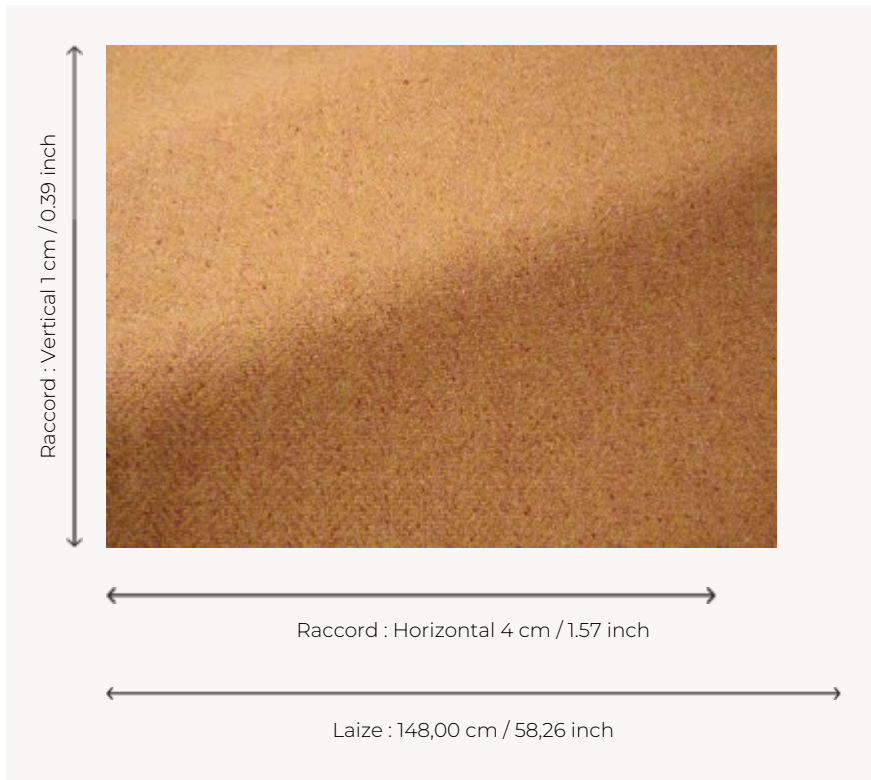 Raccord : Vertical 1 cm / 0.39 inch
Raccord : Horizontal 4 cm / 1.57 inch
Laize : 148,00 cm / 58,26 inch